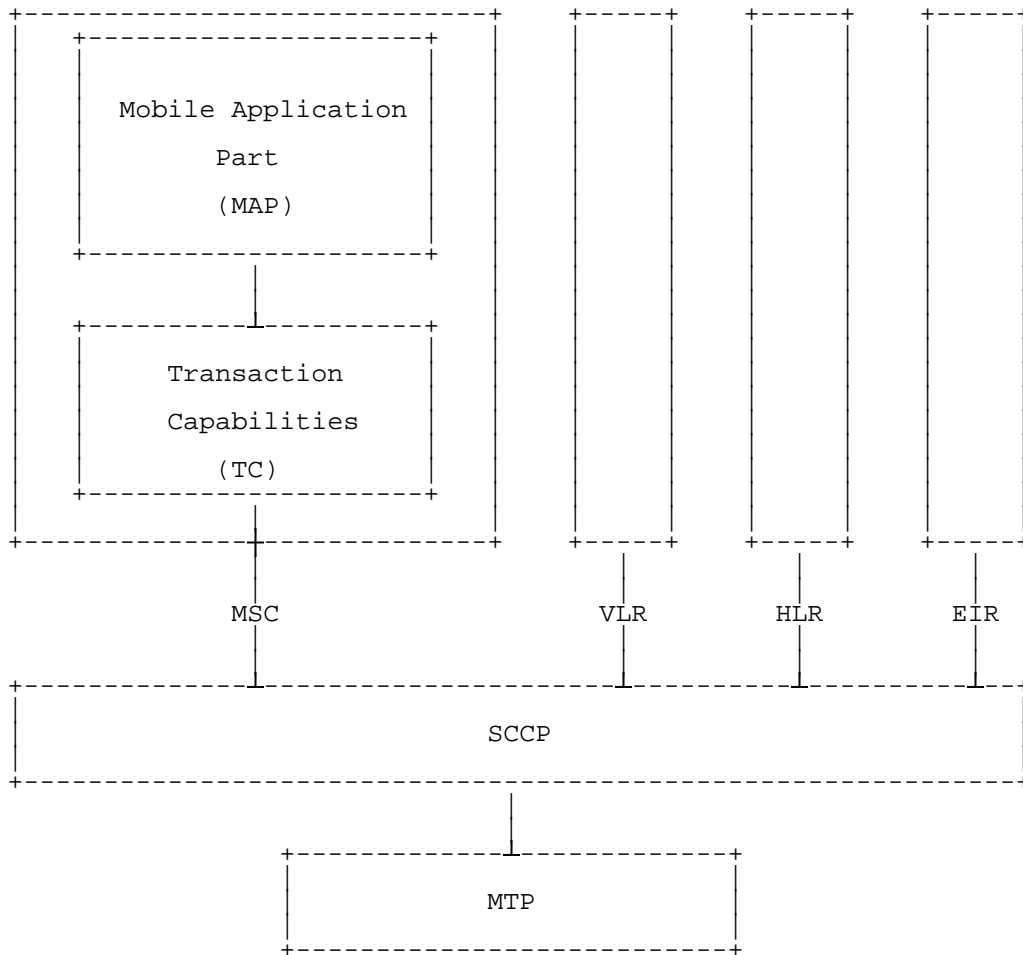 Mobile Application
Part
(MAP)
Transaction
Capabilities
(TC)
MSC VLR HLR EIR
SCCP
MTP